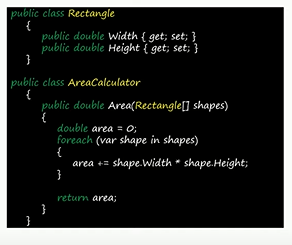 public class Rectangle
{
public double Width { get; set; }
public double Height { get; set; }
}
public class AreaCalculator
{
public double Area(Rectangle[] shapes)
{
double area = 0;
foreach (var shape in shapes)
{
area += shape.Width * shape.Height;
}
return area;
}
}